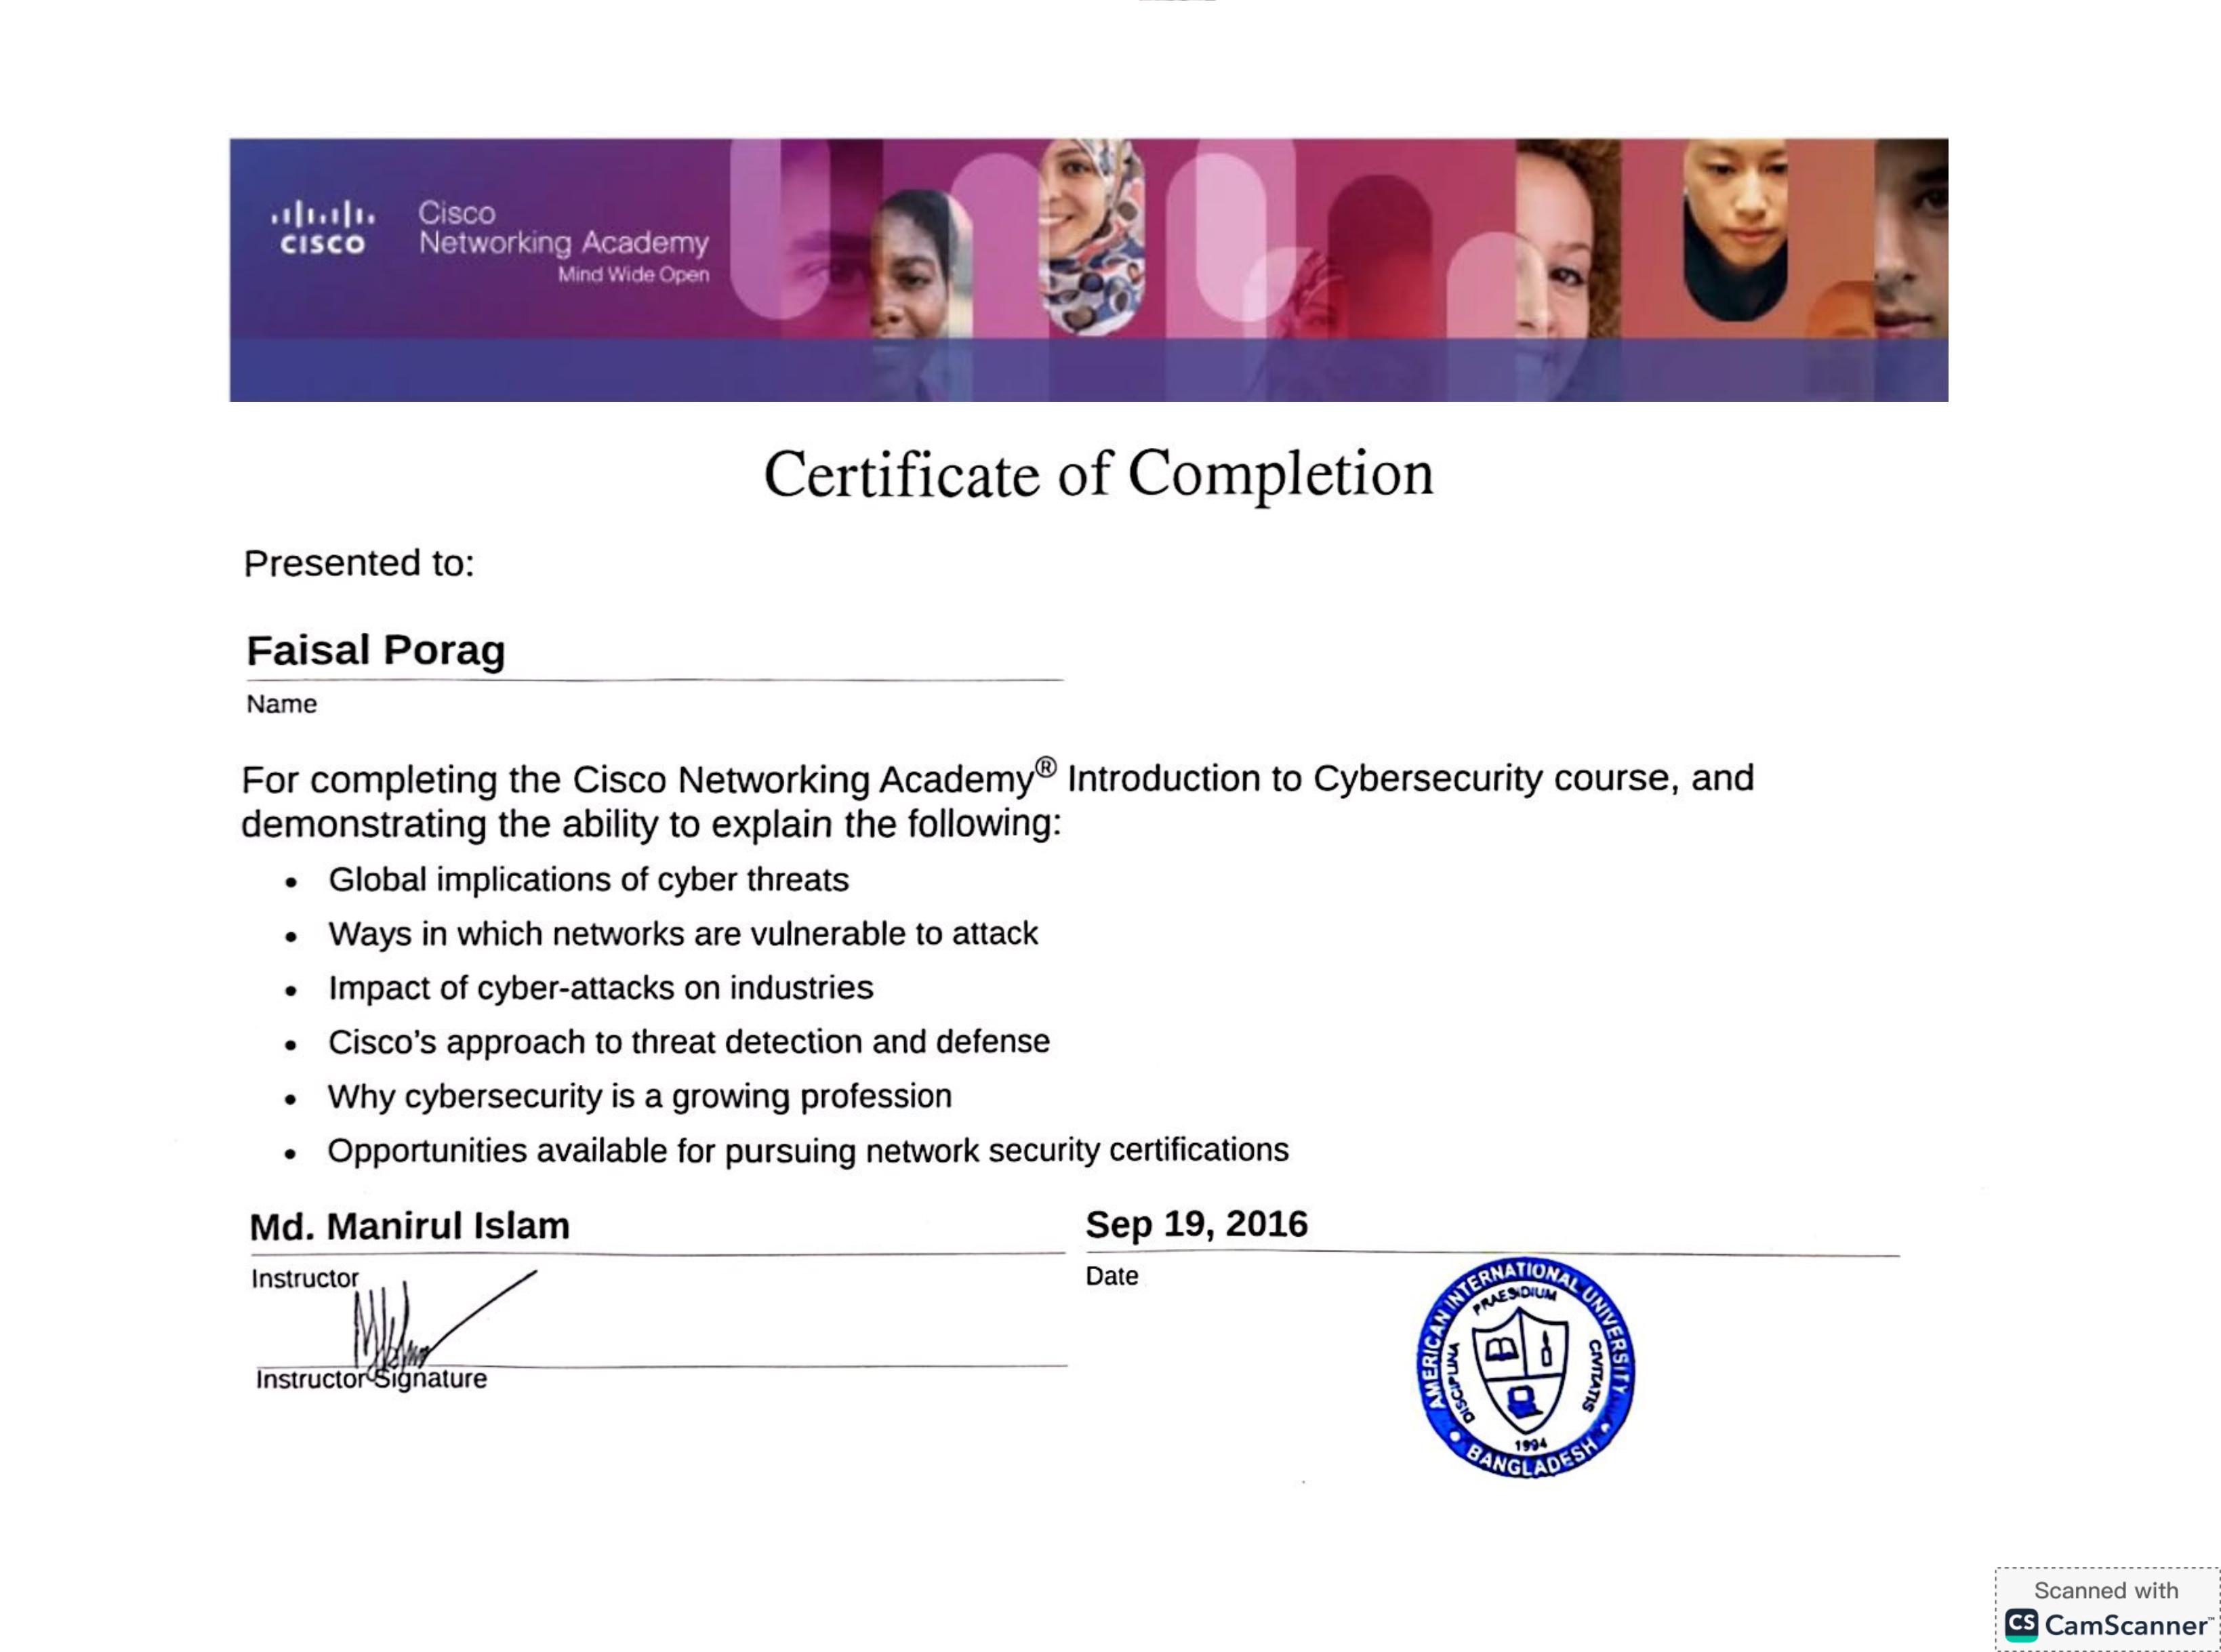 CISCO
Cisco
Networking Academy
Mind Wide Open
Certificate of Completion
Presented to:
Faisal Porag
Name
For completing the Cisco Networking Academy® Introduction to Cybersecurity course, and
demonstrating the ability to explain the following:
• Global implications of cyber threats
• Ways in which networks are vulnerable to attack
• Impact of cyber-attacks on industries
• Cisco's approach to threat detection and defense
• Why cybersecurity is a growing profession
• Opportunities available for pursuing network security certifications
Md. Manirul Islam
Sep 19, 2016
Instructor
Date
Instructor Signature
AMERICAN INTERNATIONAL UNIVERSITY
PRAESIDIUM
DISCIPLINA
CIVITATIS
1994
BANGLADESH
Scanned with
CS CamScanner™